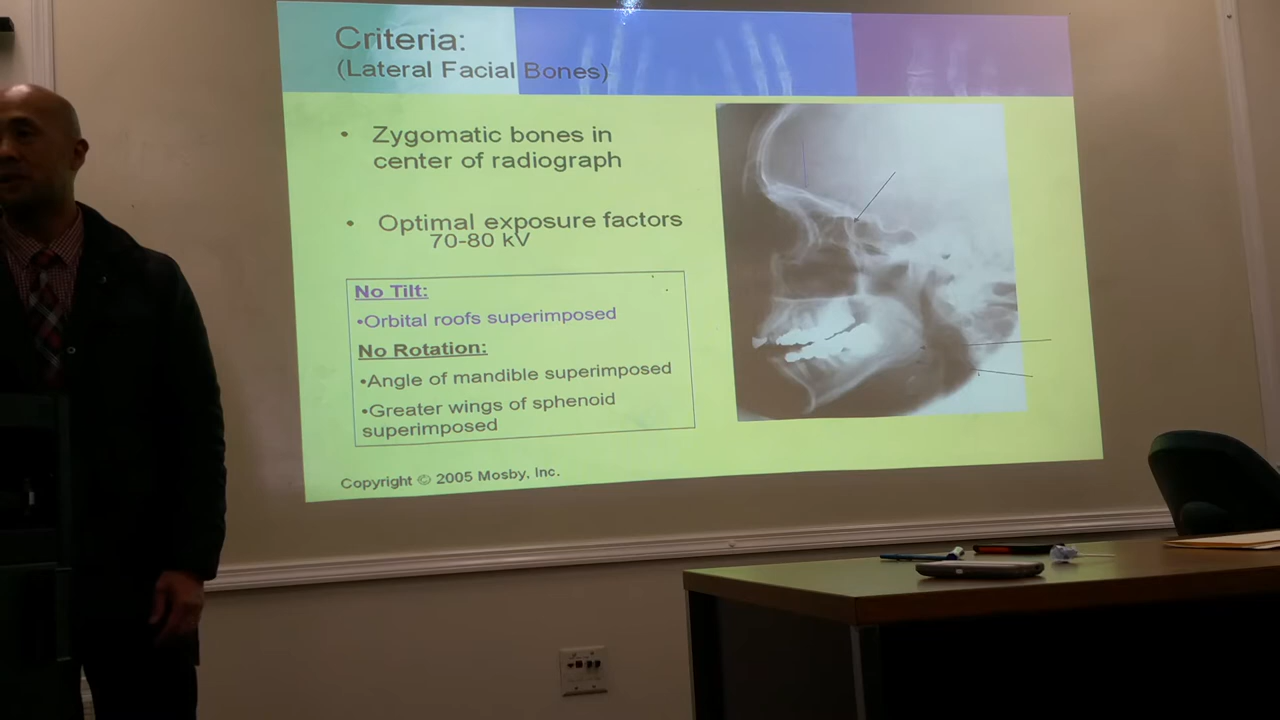 Criteria:
(Lateral Facial Bones)
• Zygomatic bones in
center of radiograph
• Optimal exposure factors
70-80 kV
No Tilt:
•Orbital roofs superimposed
No Rotation:
•Angle of mandible superimposed
•Greater wings of sphenoid
superimposed
Copyright © 2005 Mosby, Inc.